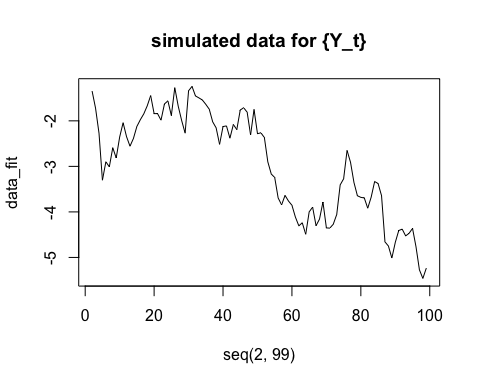 simulated data for {Y_t}
data_fit
-2
-3
-4
-5
0 20 40 60 80 100
seq(2, 99)